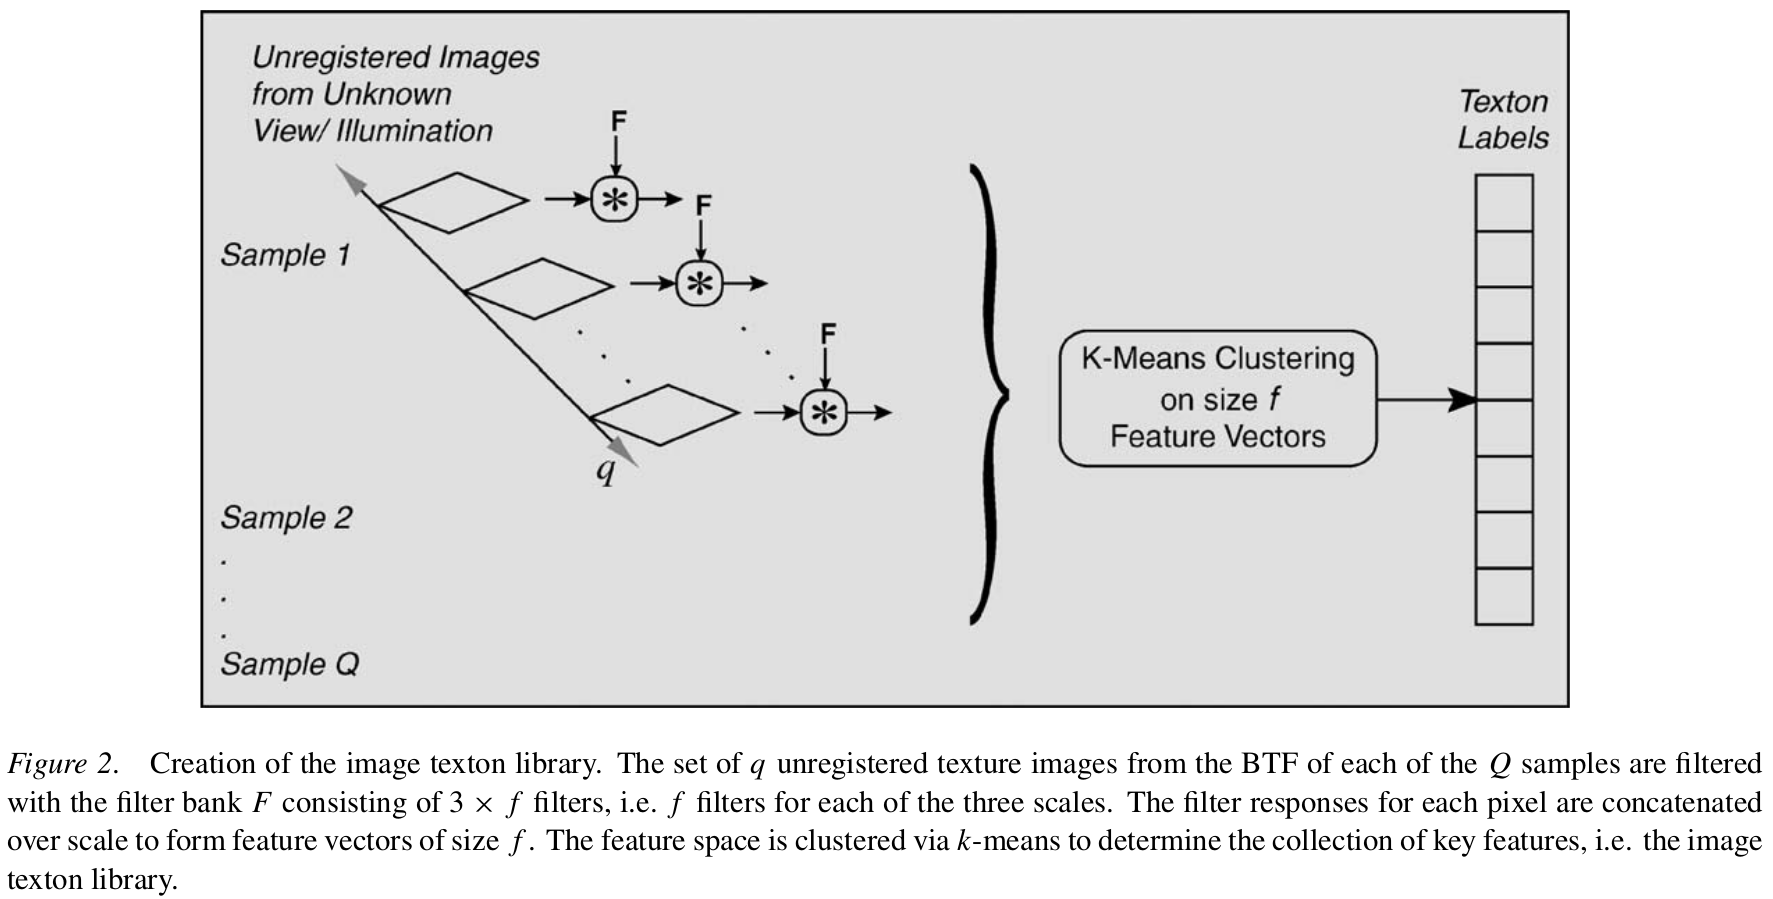 Unregistered Images
from Unknown
View/ Illumination
F
F
F
Sample 1
q
Sample 2
.
.
.
Sample Q
K-Means Clustering
on size f
Feature Vectors
Texton
Labels
Figure 2. Creation of the image texton library. The set of q unregistered texture images from the BTF of each of the Q samples are filtered
with the filter bank F consisting of 3 × f filters, i.e. f filters for each of the three scales. The filter responses for each pixel are concatenated
over scale to form feature vectors of size f. The feature space is clustered via k-means to determine the collection of key features, i.e. the image
texton library.